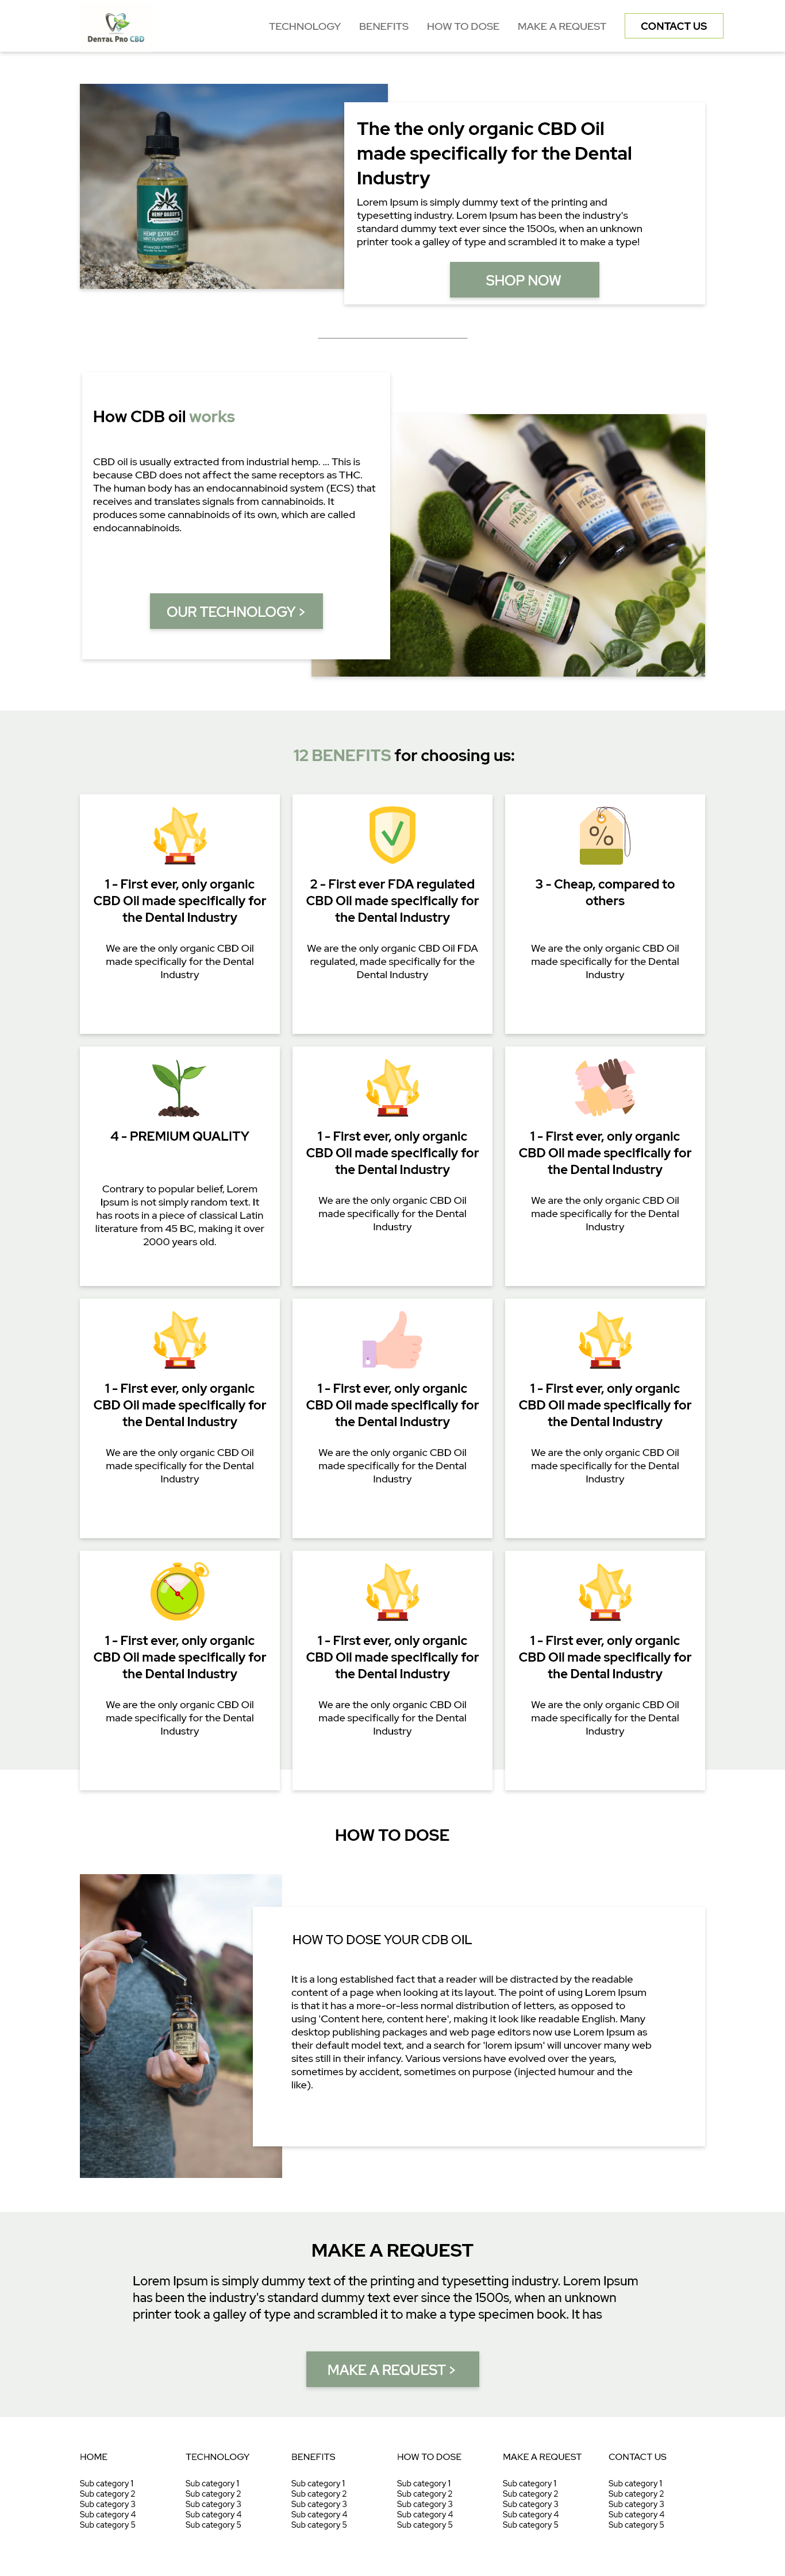 Dental Pro CBD
TECHNOLOGY
BENEFITS
HOW TO DOSE
MAKE A REQUEST
CONTACT US
HEMP DADDY'S
HEMP EXTRACT
MINT FLAVORED
The the only organic CBD Oil
made specifically for the Dental
Industry
Lorem Ipsum is simply dummy text of the printing and
typesetting industry. Lorem Ipsum has been the industry's
standard dummy text ever since the 1500s, when an unknown
printer took a galley of type and scrambled it to make a type!
SHOP NOW
How CDB oil works
CBD oil is usually extracted from industrial hemp. ... This is
because CBD does not affect the same receptors as THC.
The human body has an endocannabinoid system (ECS) that
receives and translates signals from cannabinoids. It
produces some cannabinoids of its own, which are called
endocannabinoids.
OUR TECHNOLOGY >
12 BENEFITS for choosing us:
1 - First ever, only organic
CBD Oil made specifically for
the Dental Industry
We are the only organic CBD Oil
made specifically for the Dental
Industry
2 - First ever FDA regulated
CBD Oil made specifically for
the Dental Industry
We are the only organic CBD Oil FDA
regulated, made specifically for the
Dental Industry
%
3 - Cheap, compared to
others
We are the only organic CBD Oil
made specifically for the Dental
Industry
4 - PREMIUM QUALITY
Contrary to popular belief, Lorem
Ipsum is not simply random text. It
has roots in a piece of classical Latin
literature from 45 BC, making it over
2000 years old.
1 - First ever, only organic
CBD Oil made specifically for
the Dental Industry
We are the only organic CBD Oil
made specifically for the Dental
Industry
1 - First ever, only organic
CBD Oil made specifically for
the Dental Industry
We are the only organic CBD Oil
made specifically for the Dental
Industry
1 - First ever, only organic
CBD Oil made specifically for
the Dental Industry
We are the only organic CBD Oil
made specifically for the Dental
Industry
1 - First ever, only organic
CBD Oil made specifically for
the Dental Industry
We are the only organic CBD Oil
made specifically for the Dental
Industry
1 - First ever, only organic
CBD Oil made specifically for
the Dental Industry
We are the only organic CBD Oil
made specifically for the Dental
Industry
1 - First ever, only organic
CBD Oil made specifically for
the Dental Industry
We are the only organic CBD Oil
made specifically for the Dental
Industry
1 - First ever, only organic
CBD Oil made specifically for
the Dental Industry
We are the only organic CBD Oil
made specifically for the Dental
Industry
1 - First ever, only organic
CBD Oil made specifically for
the Dental Industry
We are the only organic CBD Oil
made specifically for the Dental
Industry
HOW TO DOSE
HOW TO DOSE YOUR CDB OIL
It is a long established fact that a reader will be distracted by the readable
content of a page when looking at its layout. The point of using Lorem Ipsum
is that it has a more-or-less normal distribution of letters, as opposed to
using 'Content here, content here', making it look like readable English. Many
desktop publishing packages and web page editors now use Lorem Ipsum as
their default model text, and a search for 'lorem ipsum' will uncover many web
sites still in their infancy. Various versions have evolved over the years,
sometimes by accident, sometimes on purpose (injected humour and the
like).
MAKE A REQUEST
Lorem Ipsum is simply dummy text of the printing and typesetting industry. Lorem Ipsum
has been the industry's standard dummy text ever since the 1500s, when an unknown
printer took a galley of type and scrambled it to make a type specimen book. It has
MAKE A REQUEST >
HOME
Sub category 1
Sub category 2
Sub category 3
Sub category 4
Sub category 5
TECHNOLOGY
Sub category 1
Sub category 2
Sub category 3
Sub category 4
Sub category 5
BENEFITS
Sub category 1
Sub category 2
Sub category 3
Sub category 4
Sub category 5
HOW TO DOSE
Sub category 1
Sub category 2
Sub category 3
Sub category 4
Sub category 5
MAKE A REQUEST
Sub category 1
Sub category 2
Sub category 3
Sub category 4
Sub category 5
CONTACT US
Sub category 1
Sub category 2
Sub category 3
Sub category 4
Sub category 5